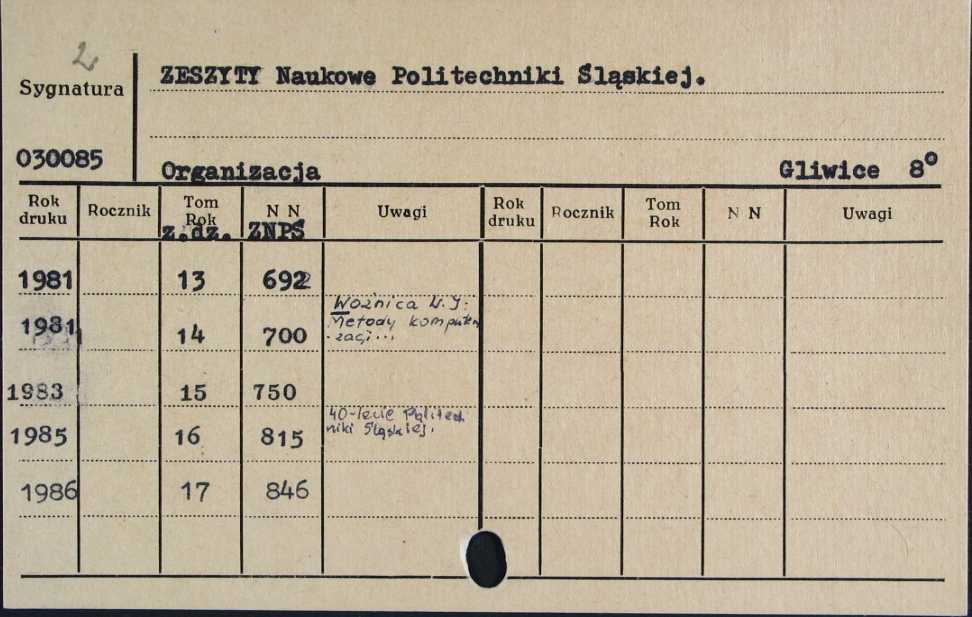 2
ZESZYTY Naukowe Politechniki Śląskiej.
Sygnatura
030085
Organizacja Gliwice 8°
Rok druku Rocznik Tom Rok N N Uwagi Rok druku Rocznik Tom Rok N N Uwagi
z.dz. ZNPŚ
1981 13 692
1981 14 700 Woźnica H. J:
Metody komputery
zacji...
1983 15 750
1985 16 815 40-lecie Politech
niki Śląskiej.
1986 17 846